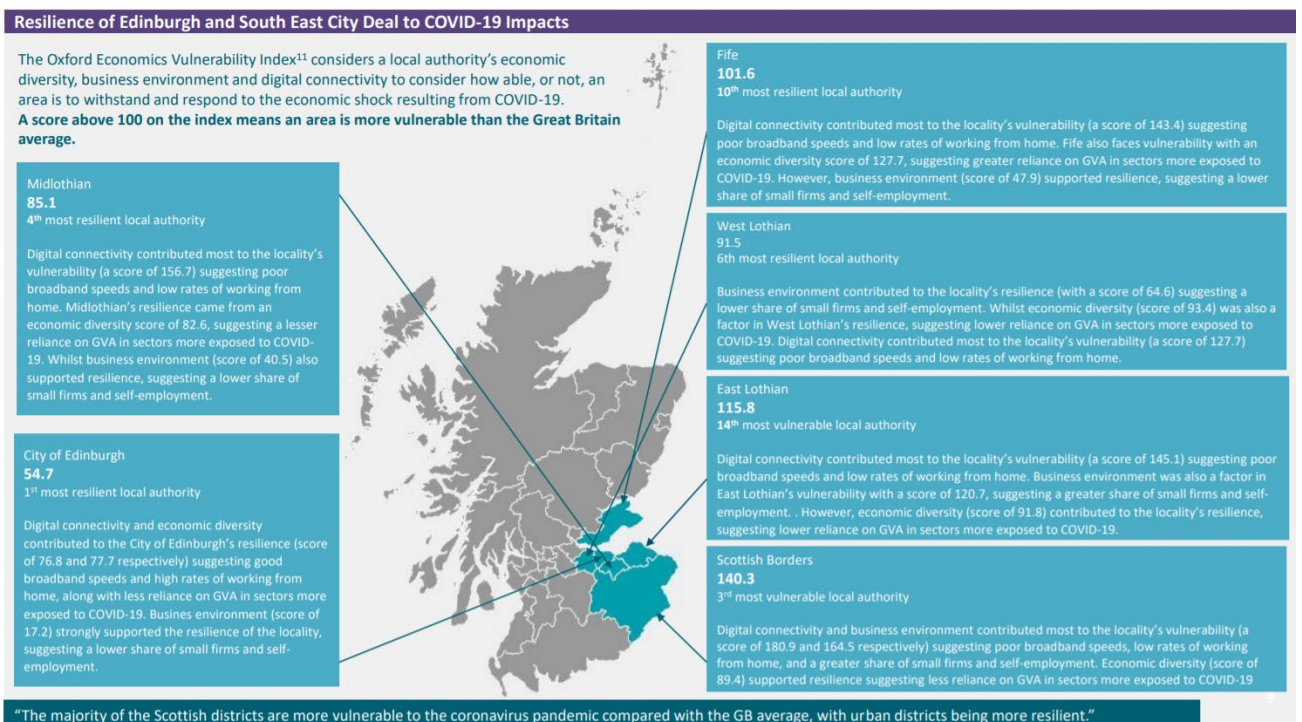 Resilience of Edinburgh and South East City Deal to COVID-19 Impacts
The Oxford Economics Vulnerability Index11 considers a local authority's economic
diversity, business environment and digital connectivity to consider how able, or not, an
area is to withstand and respond to the economic shock resulting from COVID-19.
A score above 100 on the index means an area is more vulnerable than the Great Britain
average.
Midlothian
85.1
4th most resilient local authority
Digital connectivity contributed most to the locality's
vulnerability (a score of 156.7) suggesting poor
broadband speeds and low rates of working from
home. Midlothian's resilience came from an
economic diversity score of 82.6, suggesting a lesser
reliance on GVA in sectors more exposed to COVID-
19. Whilst business environment (score of 40.5) also
supported resilience, suggesting a lower share of
small firms and self-employment.
City of Edinburgh
54.7
1st most resilient local authority
Digital connectivity and economic diversity
contributed to the City of Edinburgh's resilience (score
of 76.8 and 77.7 respectively) suggesting good
broadband speeds and high rates of working from
home, along with less reliance on GVA in sectors more
exposed to COVID-19. Busines environment (score of
17.2) strongly supported the resilience of the locality,
suggesting a lower share of small firms and self-
employment.
Fife
101.6
10th most resilient local authority
Digital connectivity contributed most to the locality's vulnerability (a score of 143.4) suggesting
poor broadband speeds and low rates of working from home. Fife also faces vulnerability with an
economic diversity score of 127.7, suggesting greater reliance on GVA in sectors more exposed to
COVID-19. However, business environment (score of 47.9) supported resilience, suggesting a lower
share of small firms and self-employment.
West Lothian
91.5
6th most resilient local authority
Business environment contributed to the locality's resilience (with a score of 64.6) suggesting a
lower share of small firms and self-employment. Whilst economic diversity (score of 93.4) was also a
factor in West Lothian's resilience, suggesting lower reliance on GVA in sectors more exposed to
COVID-19. Digital connectivity contributed most to the locality's vulnerability (a score of 127.7)
suggesting poor broadband speeds and low rates of working from home.
East Lothian
115.8
14th most vulnerable local authority
Digital connectivity contributed most to the locality's vulnerability (a score of 145.1) suggesting poor
broadband speeds and low rates of working from home. Business environment was also a factor in
East Lothian's vulnerability with a score of 120.7, suggesting a greater share of small firms and self-
employment. . However, economic diversity (score of 91.8) contributed to the locality's resilience,
suggesting lower reliance on GVA in sectors more exposed to COVID-19.
Scottish Borders
140.3
3rd most vulnerable local authority
Digital connectivity and business environment contributed most to the locality's vulnerability (a
score of 180.9 and 164.5 respectively) suggesting poor broadband speeds, low rates of working
from home, and a greater share of small firms and self-employment. Economic diversity (score of
89.4) supported resilience suggesting less reliance on GVA in sectors more exposed to COVID-19
"The majority of the Scottish districts are more vulnerable to the coronavirus pandemic compared with the GB average, with urban districts being more resilient."